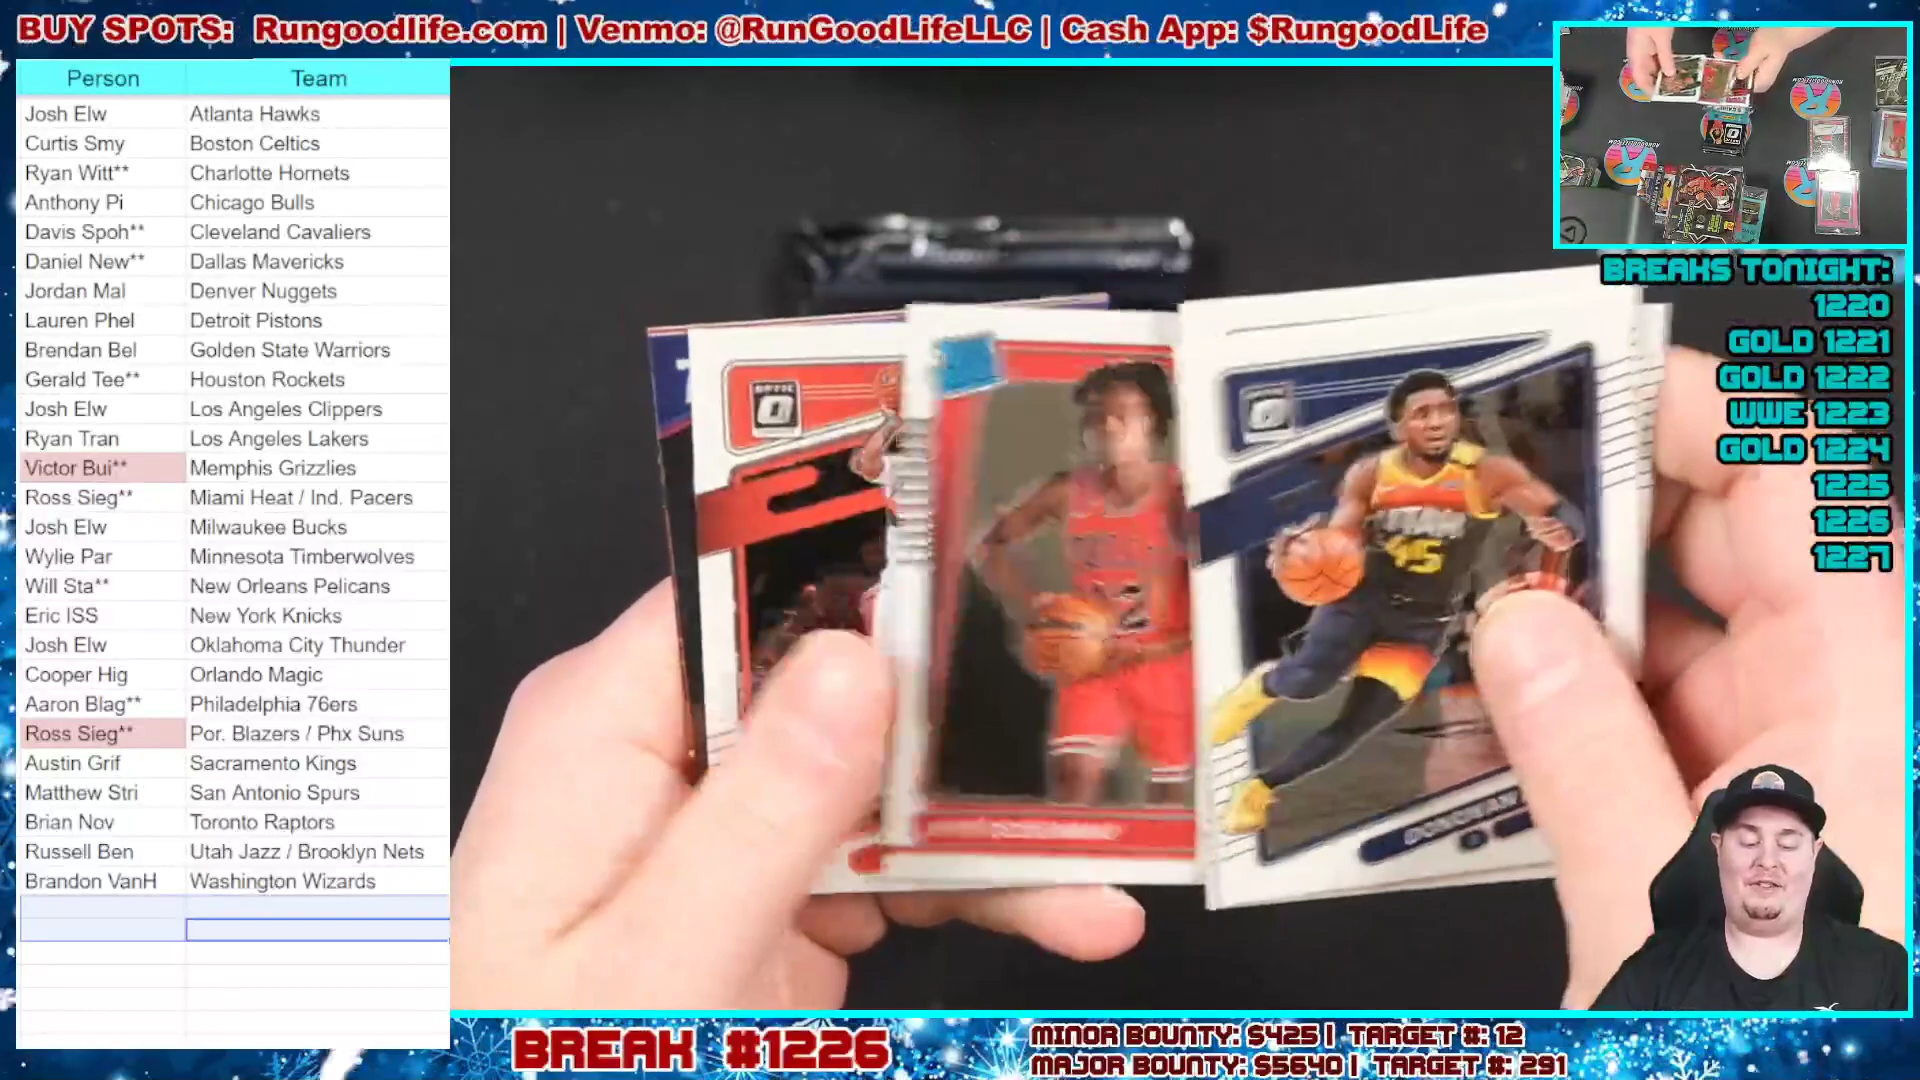 BUY SPOTS: Rungoodlife.com | Venmo: @RunGoodLifeLLC | Cash App: $RungoodLife
Person Team
Josh Elw Atlanta Hawks
Curtis Smy Boston Celtics
Ryan Witt** Charlotte Hornets
Anthony Pi Chicago Bulls
Davis Spoh** Cleveland Cavaliers
Daniel New** Dallas Mavericks
Jordan Mal Denver Nuggets
Lauren Phel Detroit Pistons
Brendan Bel Golden State Warriors
Gerald Tee** Houston Rockets
Josh Elw Los Angeles Clippers
Ryan Tran Los Angeles Lakers
Victor Bui** Memphis Grizzlies
Ross Sieg** Miami Heat / Ind. Pacers
Josh Elw Milwaukee Bucks
Wylie Par Minnesota Timberwolves
Will Sta** New Orleans Pelicans
Eric ISS New York Knicks
Josh Elw Oklahoma City Thunder
Cooper Hig Orlando Magic
Aaron Blag** Philadelphia 76ers
Ross Sieg** Por. Blazers / Phx Suns
Austin Grif Sacramento Kings
Matthew Stri San Antonio Spurs
Brian Nov Toronto Raptors
Russell Ben Utah Jazz / Brooklyn Nets
Brandon VanH Washington Wizards
UTAH
45
BREAKS TONIGHT:
1220
GOLD 1221
GOLD 1222
WWE 1223
GOLD 1224
1225
1226
1227
BREAK #1226
MINOR BOUNTY: $425 | TARGET #: 12
MAJOR BOUNTY: $5640 | TARGET #: 291